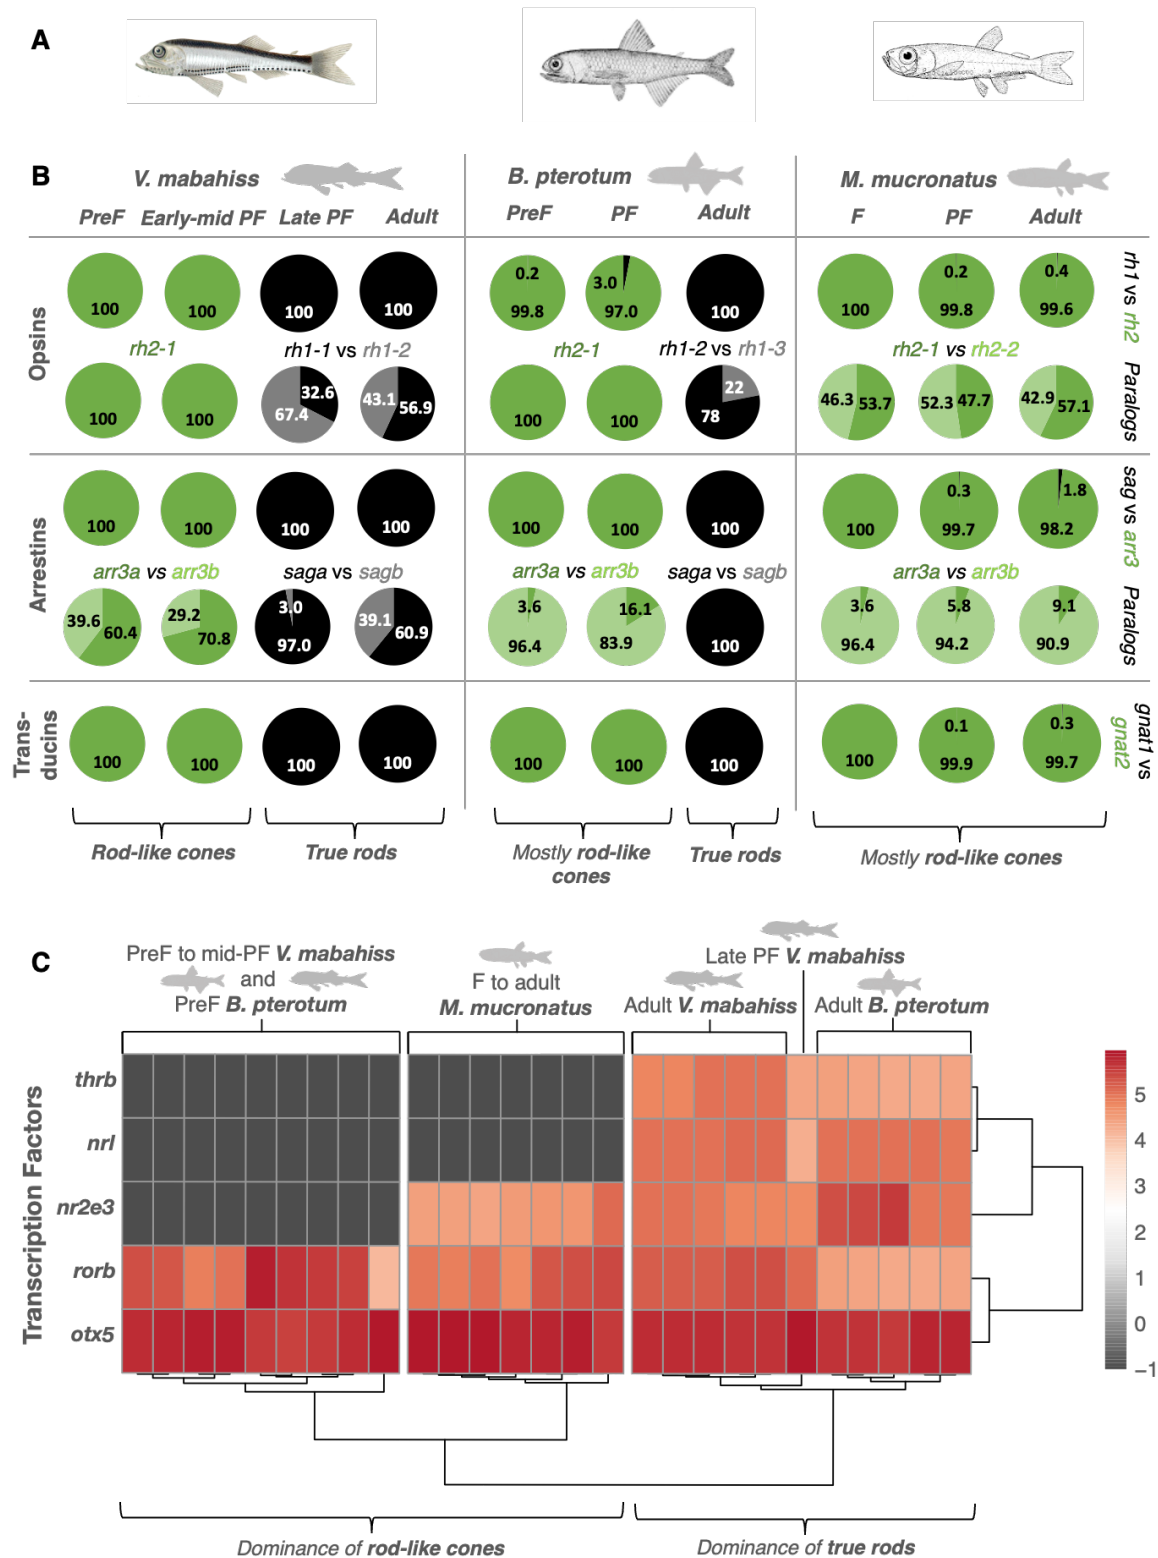 A
B
V. mabahiss
B. pterotum
M. mucronatus
PreF Early-mid PF Late PF Adult
PreF PF Adult
F PF Adult
Opsins
100 100 100 100
0.2 99.8 3.0 97.0 100
100 0.2 99.8 0.4 99.6
rh1 vs rh2
rh2-1 rh1-1 vs rh1-2
rh2-1 rh1-2 vs rh1-3
rh2-1 vs rh2-2
100 100 67.4 32.6 43.1 56.9
100 100 22 78
46.3 53.7 52.3 47.7 42.9 57.1
Paralogs
Arrestins
100 100 100 100
100 100 100
100 0.3 99.7 1.8 98.2
sag vs arr3
arr3a vs arr3b saga vs sagb
arr3a vs arr3b saga vs sagb
arr3a vs arr3b
39.6 60.4 29.2 70.8 3.0 97.0 39.1 60.9
3.6 96.4 16.1 83.9 100
3.6 96.4 5.8 94.2 9.1 90.9
Paralogs
Trans-
ducins
100 100 100 100
100 100 100
100 0.1 99.9 0.3 99.7
gnat1 vs
gnat2
Rod-like cones
True rods
Mostly rod-like
cones
True rods
Mostly rod-like cones
C
PreF to mid-PF V. mabahiss
and
PreF B. pterotum
F to adult
M. mucronatus
Late PF V. mabahiss
Adult V. mabahiss
Adult B. pterotum
Transcription Factors
thrb
nrl
nr2e3
rorb
otx5
5
4
3
2
1
0
−1
Dominance of rod-like cones
Dominance of true rods